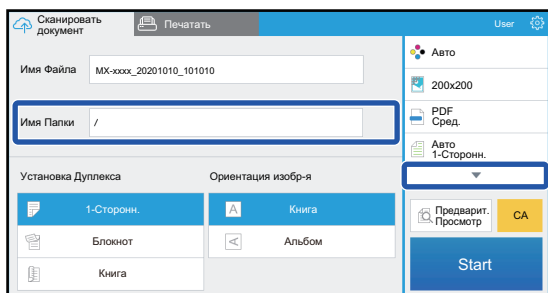 Сканировать
документ
Печатать
User
Имя Файла
MX-xxxx_20201010_101010
Имя Папки
/
Установка Дуплекса
Ориентация изобр-я
1-Сторонн.
A
Книга
Блокнот
A
Альбом
Книга
Авто
200x200
PDF
Сред.
Авто
1-Сторонн.
Предварит.
Просмотр
CA
Start